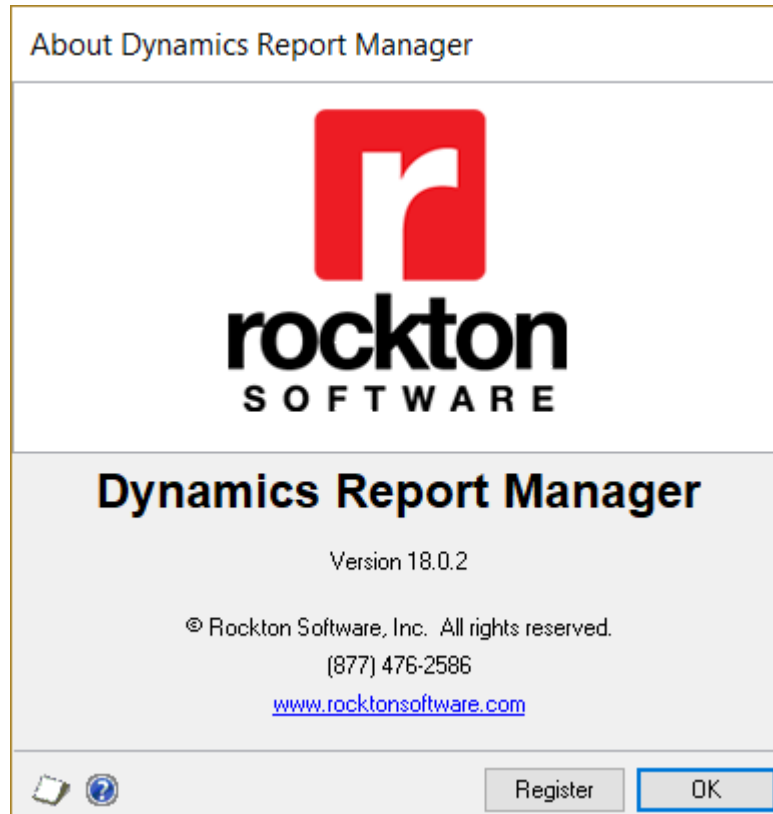 About Dynamics Report Manager
r
rockton
SOFTWARE
Dynamics Report Manager
Version 18.0.2
© Rockton Software, Inc. All rights reserved.
(877) 476-2586
www.rocktonsoftware.com
Register OK